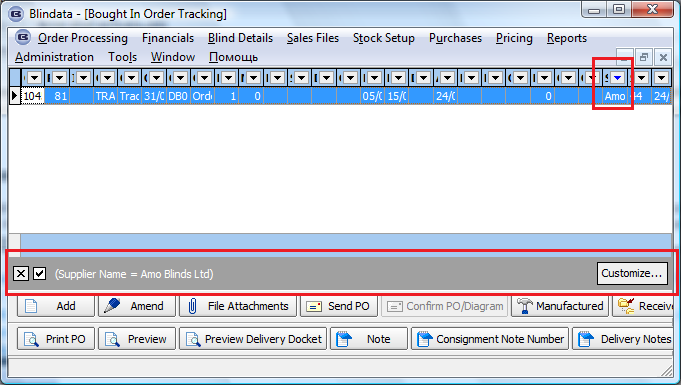 Blindata - [Bought In Order Tracking]
Order Processing Financials Blind Details Sales Files Stock Setup Purchases Pricing Reports
Administration Tools Window Помощь
104 81 TRA Trac 31/0 DB0 Orde 1 0 05/0 15/0 24/0 0 Amo 44 24/
(Supplier Name = Amo Blinds Ltd) Customize...
Add Amend File Attachments Send PO Confirm PO/Diagram Manufactured Receive
Print PO Preview Preview Delivery Docket Note Consignment Note Number Delivery Notes